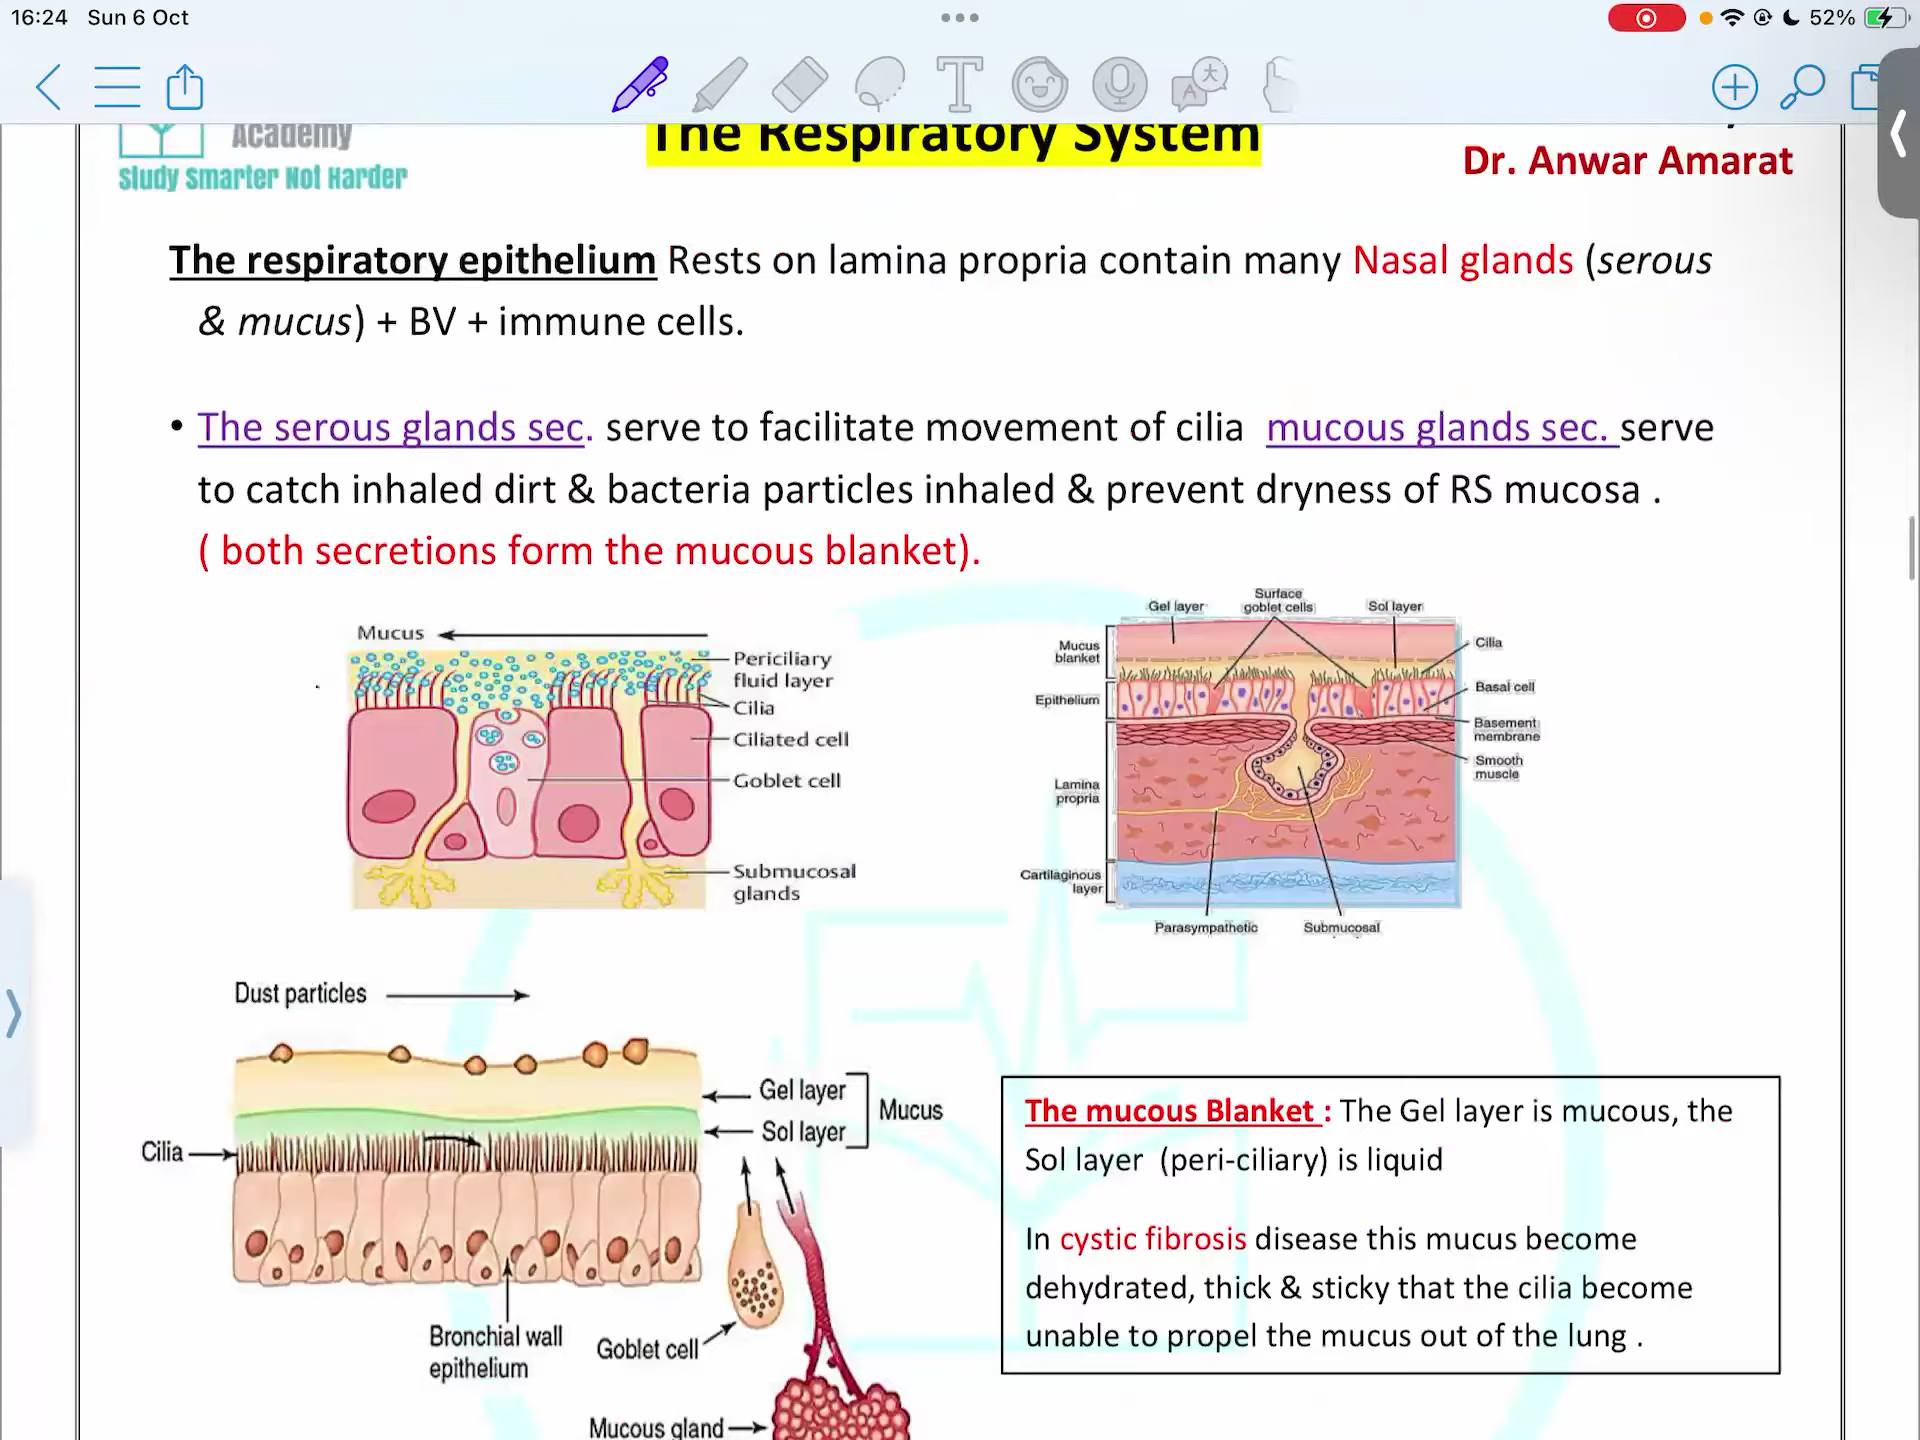 16:24 Sun 6 Oct
52%
Academy
The Respiratory System
Study Smarter Not Harder
Dr. Anwar Amarat
The respiratory epithelium Rests on lamina propria contain many Nasal glands (serous
& mucus) + BV + immune cells.
• The serous glands sec. serve to facilitate movement of cilia mucous glands sec. serve
to catch inhaled dirt & bacteria particles inhaled & prevent dryness of RS mucosa .
( both secretions form the mucous blanket).
Mucus
Periciliary
fluid layer
Cilia
Ciliated cell
Goblet cell
Submucosal
glands
Gel layer
Surface
goblet cells
Sol layer
Mucus
blanket
Cilia
Epithelium
Basal cell
Basement
membrane
Smooth
muscle
Lamina
propria
Cartilaginous
layer
Parasympathetic
Submucosal
Dust particles
Gel layer
Sol layer
Mucus
Cilia
Bronchial wall
epithelium
Goblet cell
Mucous gland
The mucous Blanket : The Gel layer is mucous, the
Sol layer (peri-ciliary) is liquid
In cystic fibrosis disease this mucus become
dehydrated, thick & sticky that the cilia become
unable to propel the mucus out of the lung .